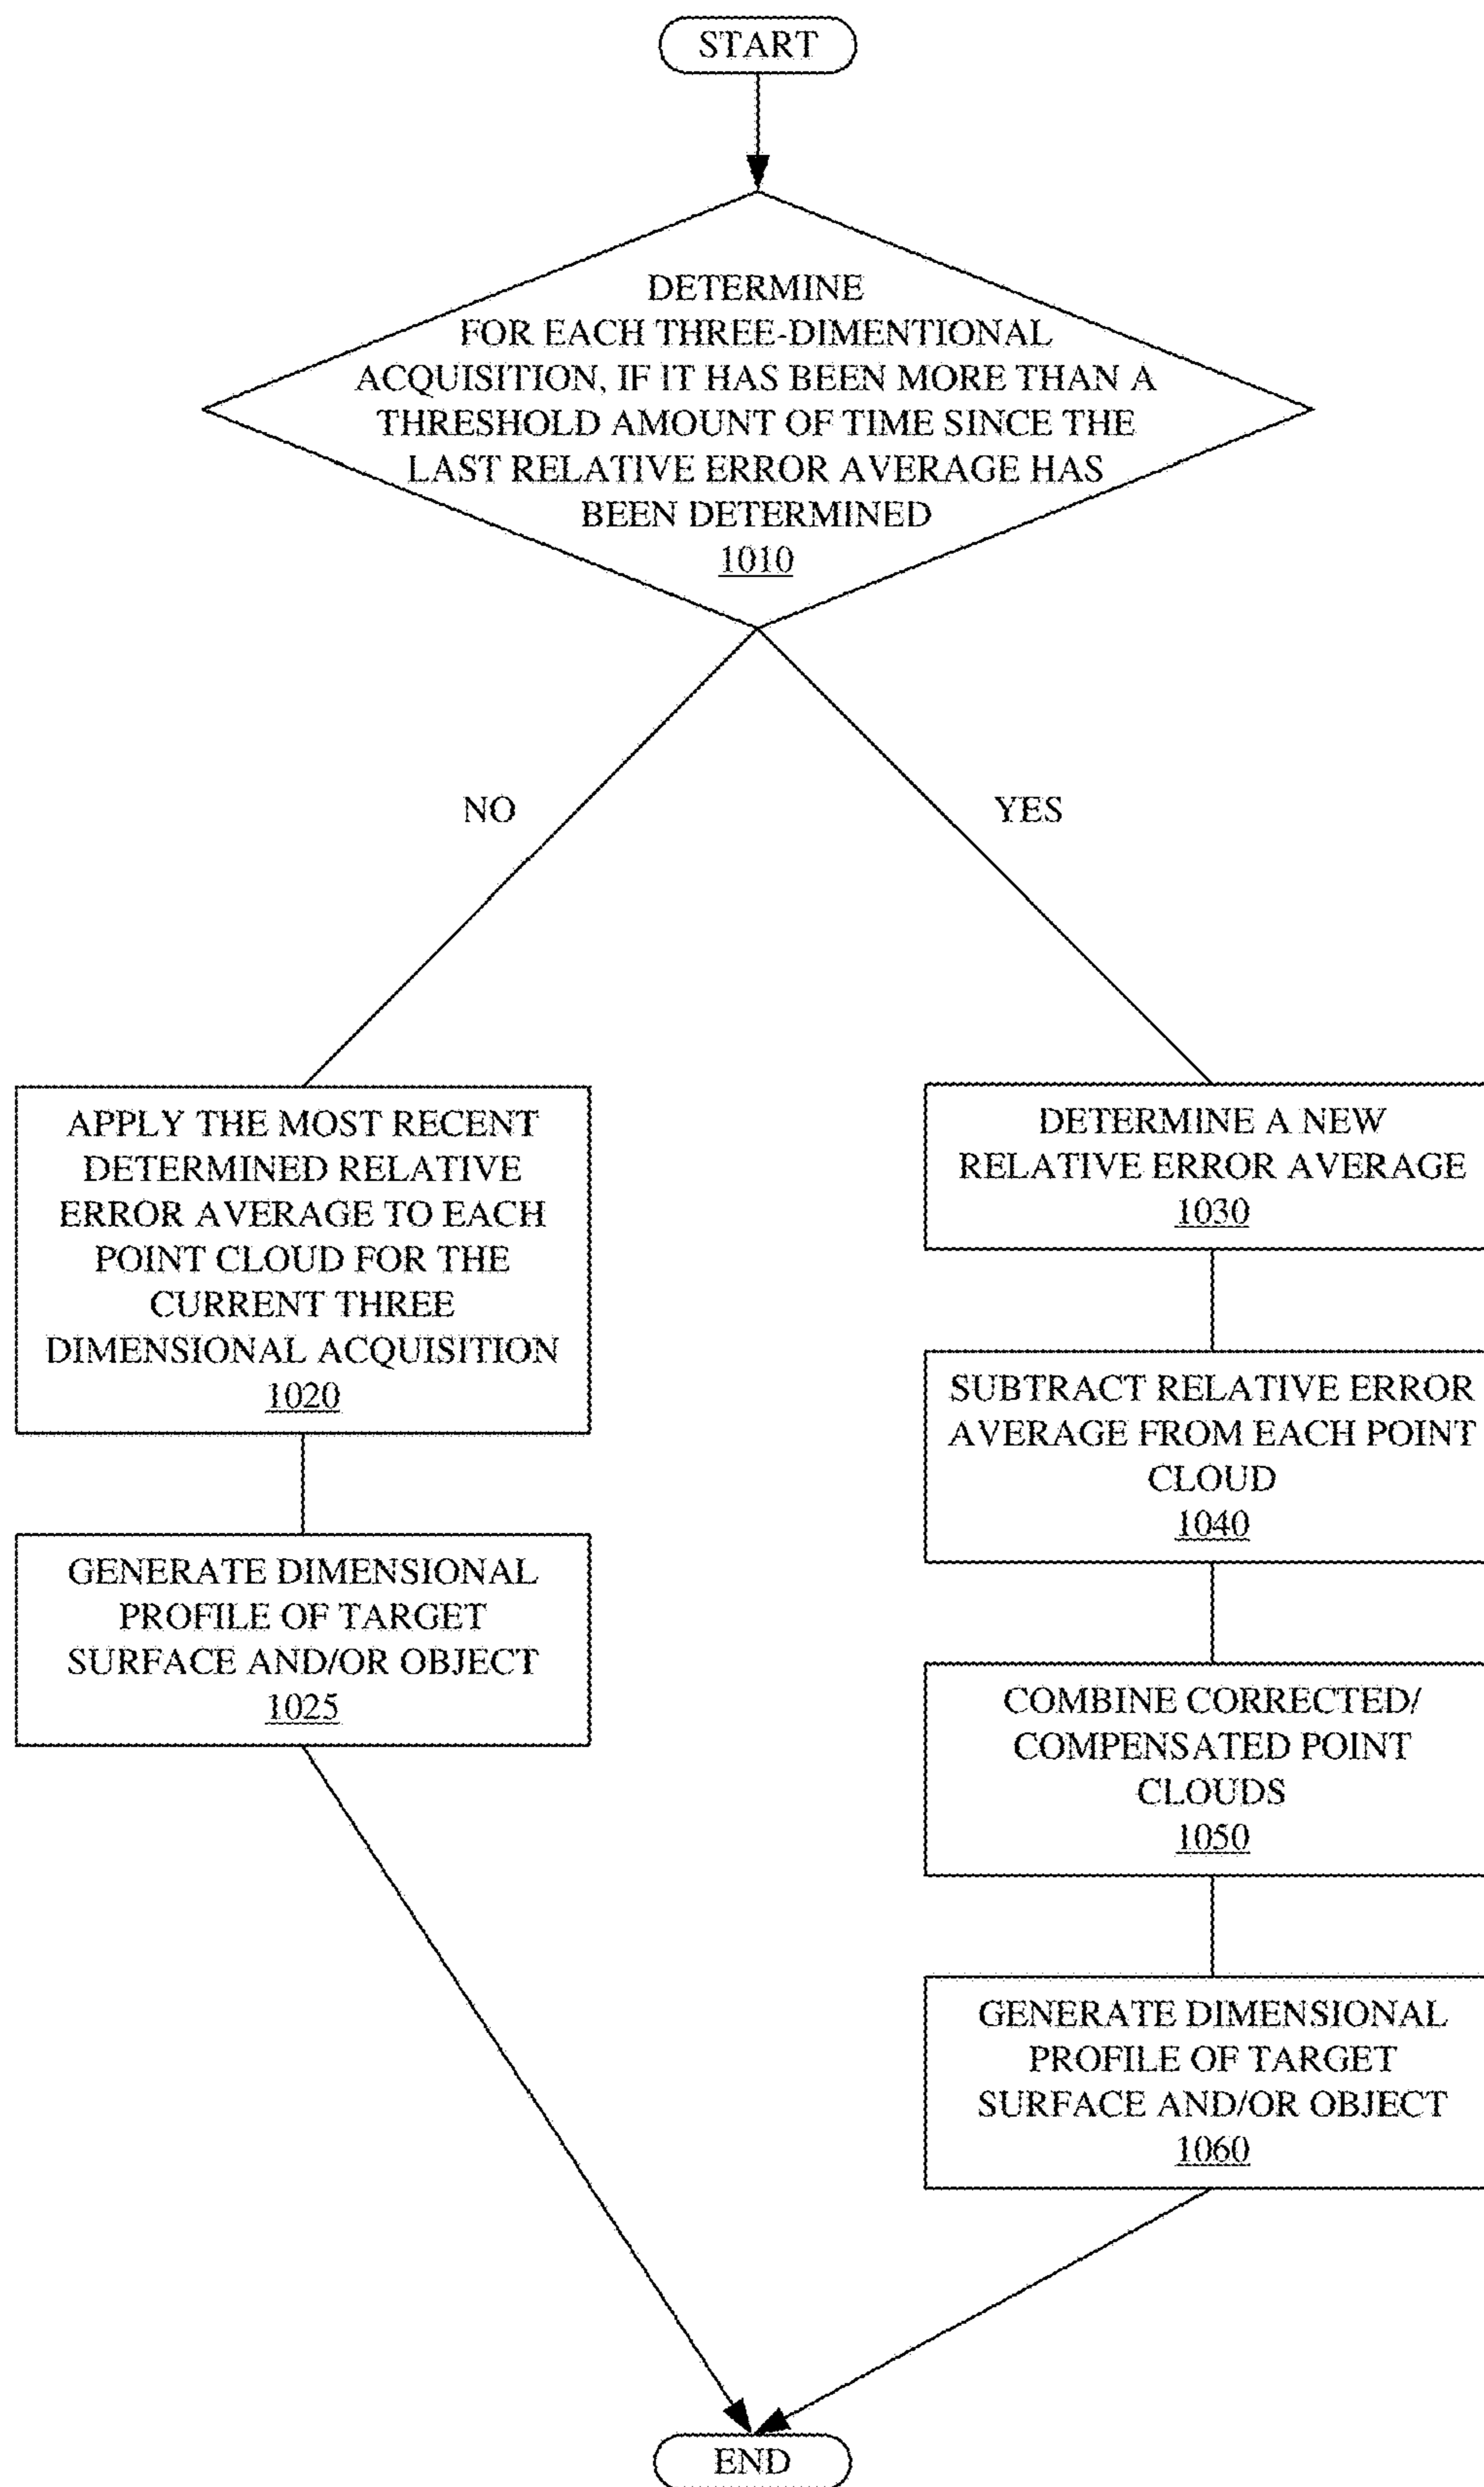 START
DETERMINE
FOR EACH THREE-DIMENTIONAL
ACQUISITION, IF IT HAS BEEN MORE THAN A
THRESHOLD AMOUNT OF TIME SINCE THE
LAST RELATIVE ERROR AVERAGE HAS
BEEN DETERMINED
1010
NO
YES
APPLY THE MOST RECENT
DETERMINED RELATIVE
ERROR AVERAGE TO EACH
POINT CLOUD FOR THE
CURRENT THREE
DIMENSIONAL ACQUISITION
1020
GENERATE DIMENSIONAL
PROFILE OF TARGET
SURFACE AND/OR OBJECT
1025
DETERMINE A NEW
RELATIVE ERROR AVERAGE
1030
SUBTRACT RELATIVE ERROR
AVERAGE FROM EACH POINT
CLOUD
1040
COMBINE CORRECTED/
COMPENSATED POINT
CLOUDS
1050
GENERATE DIMENSIONAL
PROFILE OF TARGET
SURFACE AND/OR OBJECT
1060
END